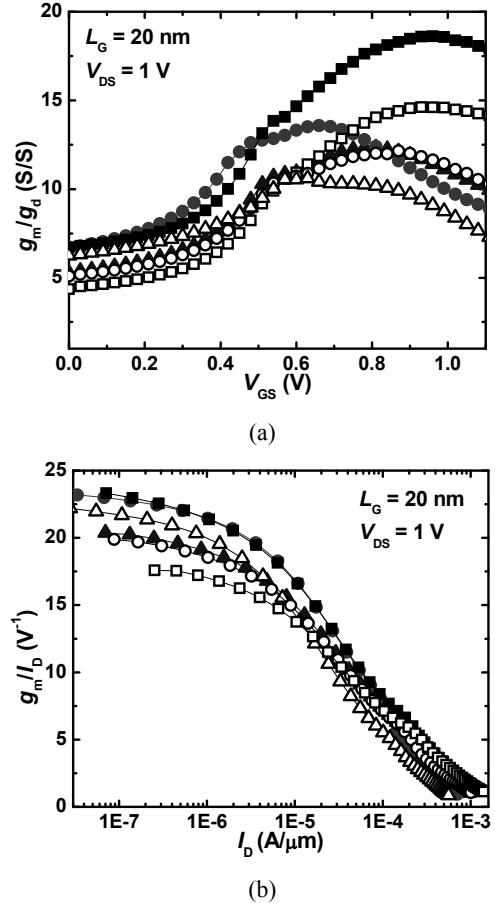 20
15
10
5
0.0 0.2 0.4 0.6 0.8 1.0
g_m/g_d (S/S)
V_GS (V)
L_G = 20 nm
V_DS = 1 V
(a)
25
20
15
10
5
0
1E-7 1E-6 1E-5 1E-4 1E-3
g_m/I_D (V⁻¹)
I_D (A/μm)
L_G = 20 nm
V_DS = 1 V
(b)